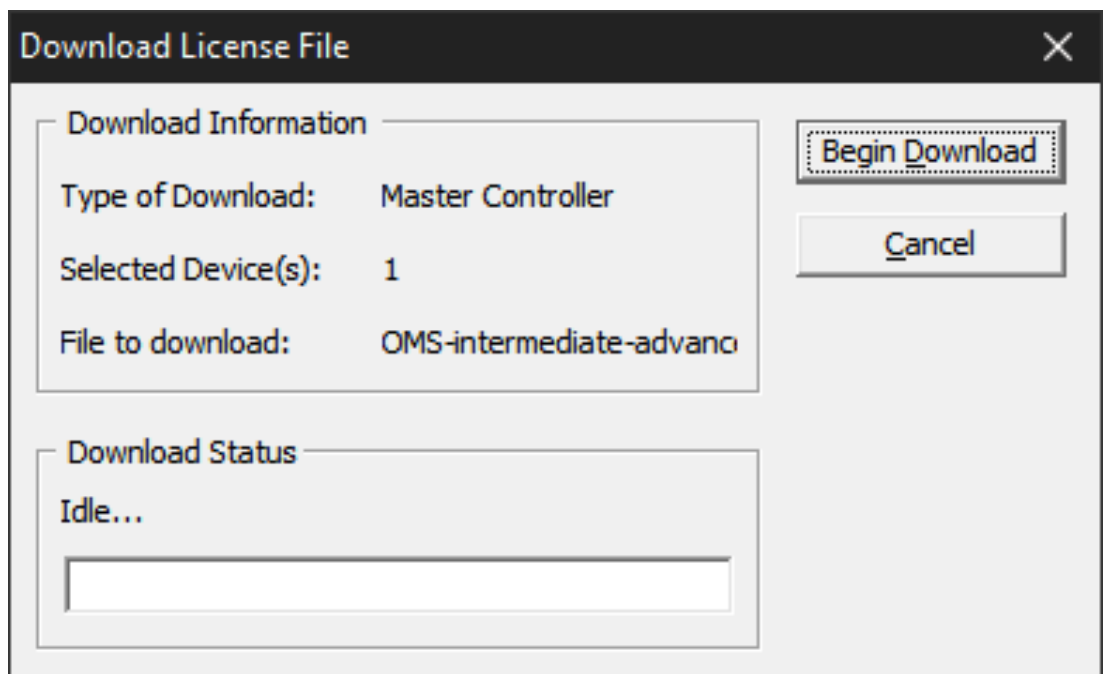 Download License File
Download Information
Type of Download: Master Controller
Selected Device(s): 1
File to download: OMS-intermediate-advanc
Begin Download
Cancel
Download Status
Idle...